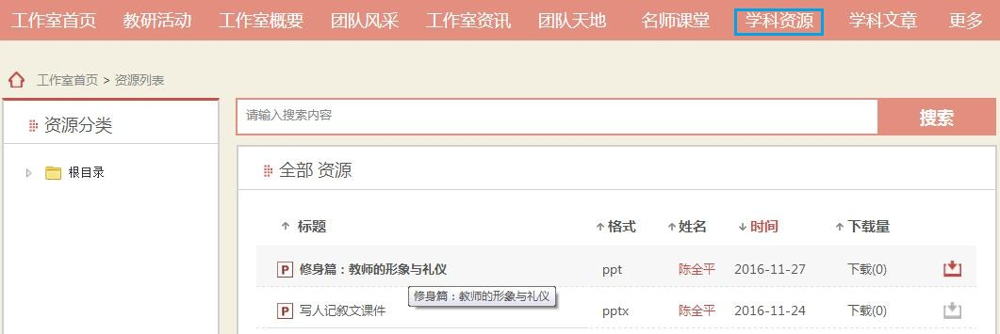 工作室首页 教研活动 工作室概要 团队风采 工作室资讯 团队天地 名师课堂 学科资源 学科文章 更多
工作室首页 > 资源列表
资源分类
根目录
请输入搜索内容 搜索
全部 资源
↑ 标题 ↑ 格式 ↑ 姓名 ↓ 时间 ↑ 下载量
P 修身篇：教师的形象与礼仪 ppt 陈全平 2016-11-27 下载(0)
修身篇：教师的形象与礼仪
P 写人记叙文课件 pptx 陈全平 2016-11-24 下载(0)